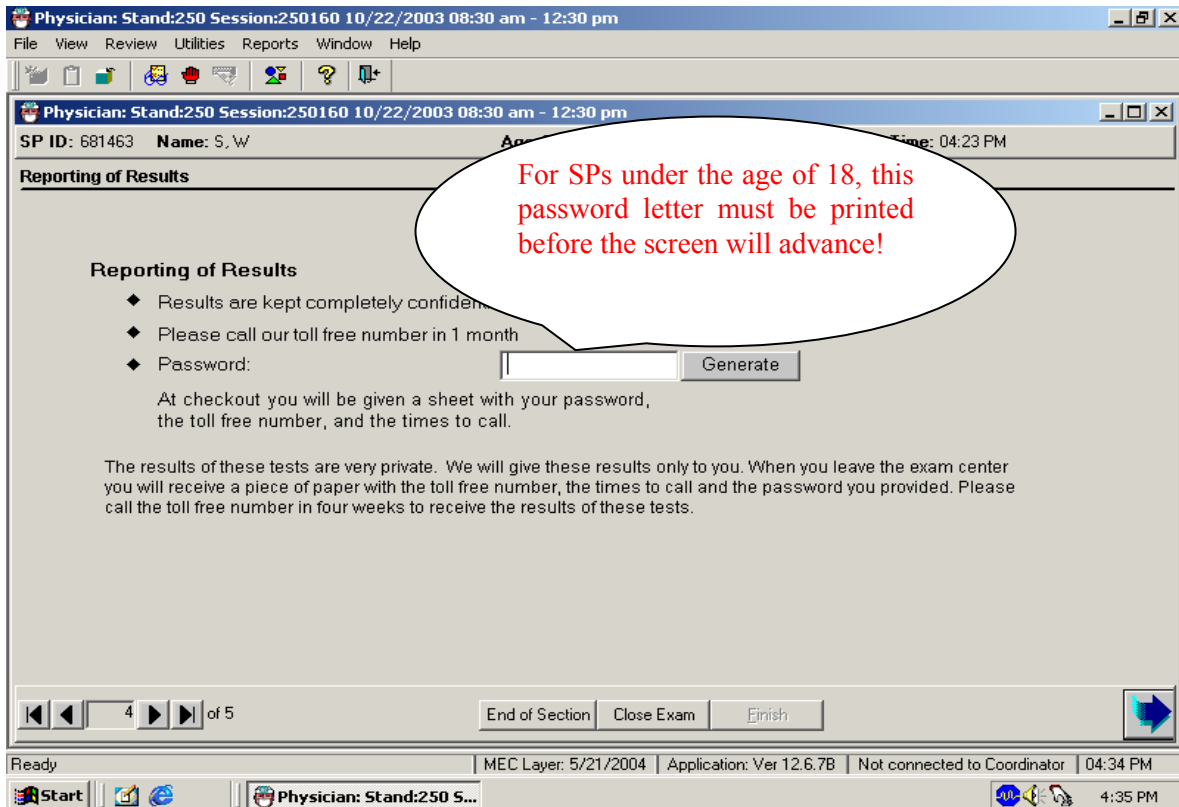 Physician: Stand:250 Session:250160 10/22/2003 08:30 am - 12:30 pm
File View Review Utilities Reports Window Help
Physician: Stand:250 Session:250160 10/22/2003 08:30 am - 12:30 pm
SP ID: 681463 Name: S, W 04:23 PM
Reporting of Results
For SPs under the age of 18, this
password letter must be printed
before the screen will advance!
Reporting of Results
Results are kept completely
Please call our toll free number in 1 month
Password: Generate
At checkout you will be given a sheet with your password,
the toll free number, and the times to call.
The results of these tests are very private. We will give these results only to you. When you leave the exam center
you will receive a piece of paper with the toll free number, the times to call and the password you provided. Please
call the toll free number in four weeks to receive the results of these tests.
4 of 5 End of Section Close Exam Finish
Ready MEC Layer: 5/21/2004 Application: Ver 12.6.7B Not connected to Coordinator 04:34 PM
Start Physician: Stand:250 S... 4:35 PM